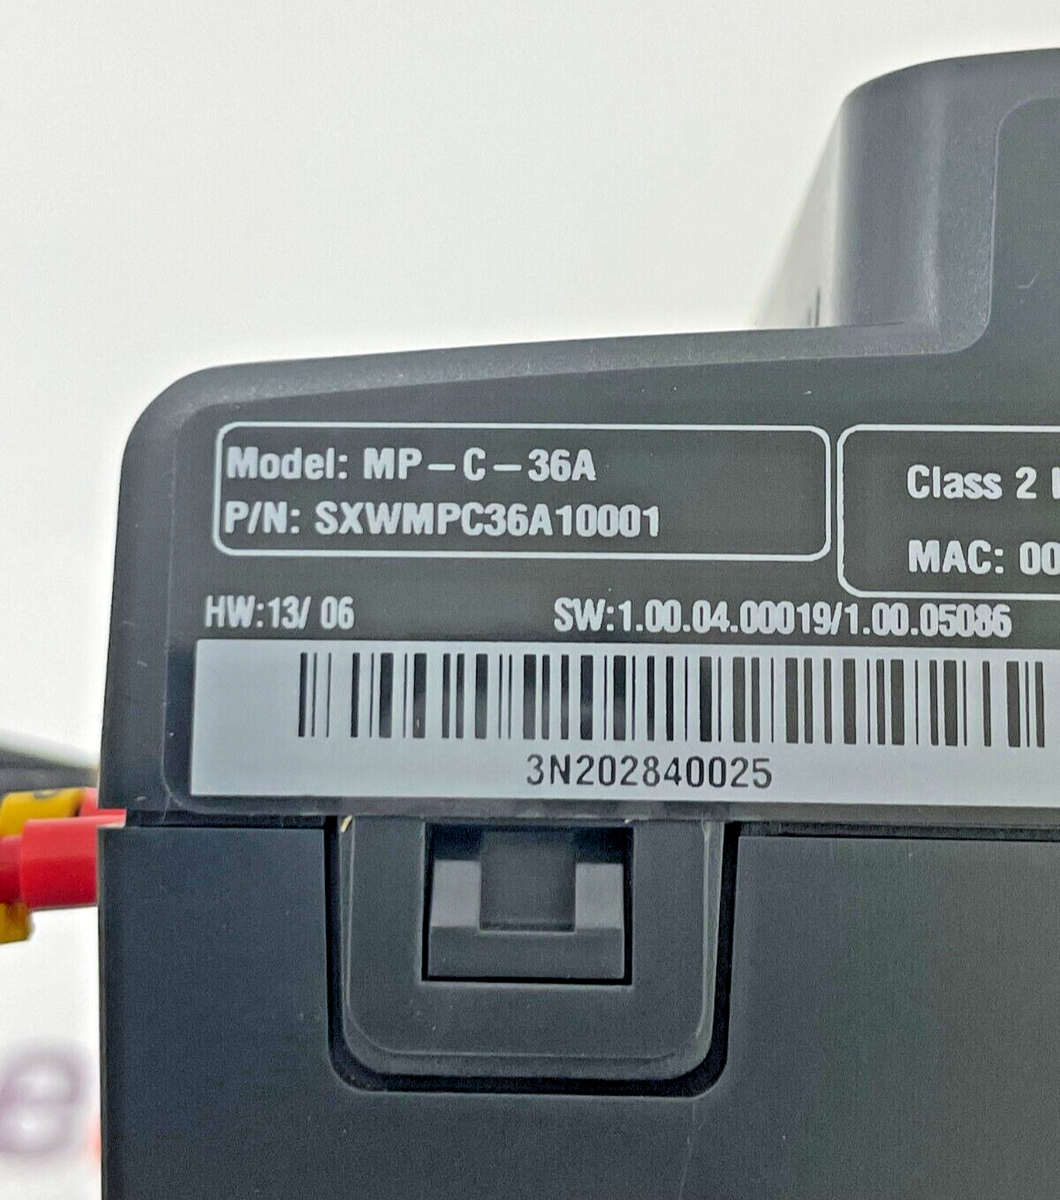 Model: MP-C-36A
P/N: SXWMPC36A10001
Class 2
MAC: 00
HW:13/ 06
SW:1.00.04.00019/1.00.05086
3N202840025
e